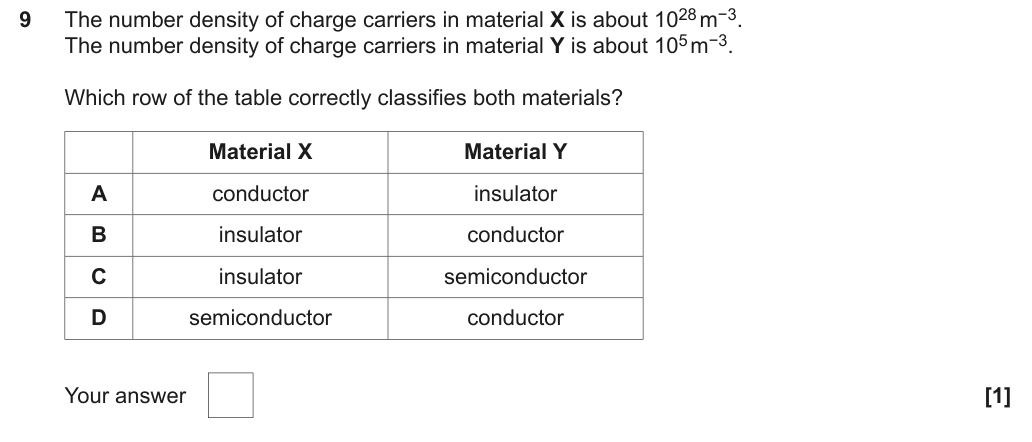 9 The number density of charge carriers in material X is about 10²⁸ m⁻³.
The number density of charge carriers in material Y is about 10⁵ m⁻³.
Which row of the table correctly classifies both materials?
Material X Material Y
A conductor insulator
B insulator conductor
C insulator semiconductor
D semiconductor conductor
Your answer [1]